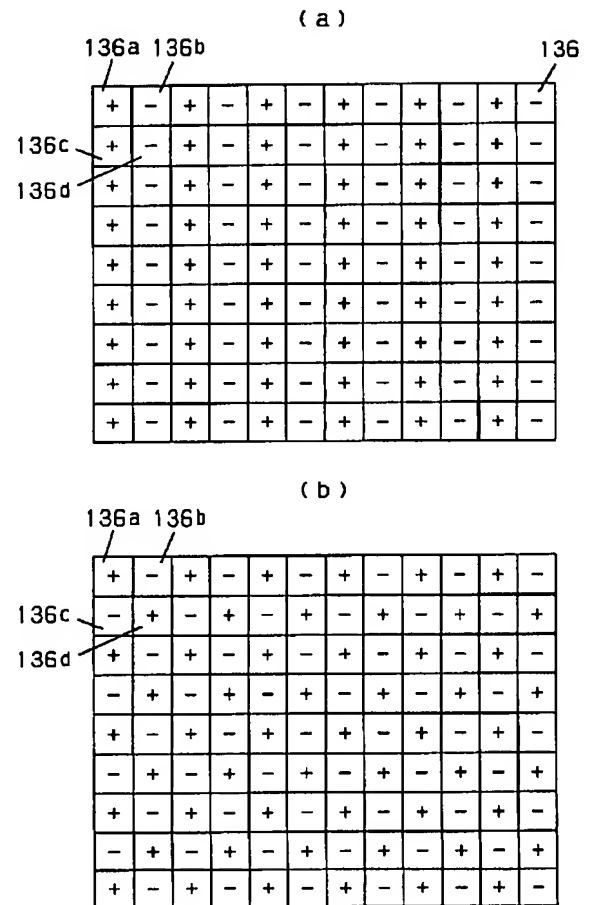 (a)
136a 136b 136
+ - + - + - + - + - + -
136c + - + - + - + - + - + -
136d + - + - + - + - + - + -
+ - + - + - + - + - + -
+ - + - + - + - + - + -
+ - + - + - + - + - + -
+ - + - + - + - + - + -
+ - + - + - + - + - + -
+ - + - + - + - + - + -
(b)
136a 136b
+ - + - + - + - + - + -
136c - + - + - + - + - + - +
136d + - + - + - + - + - + -
- + - + - + - + - + - +
+ - + - + - + - + - + -
- + - + - + - + - + - +
+ - + - + - + - + - + -
- + - + - + - + - + - +
+ - + - + - + - + - + -